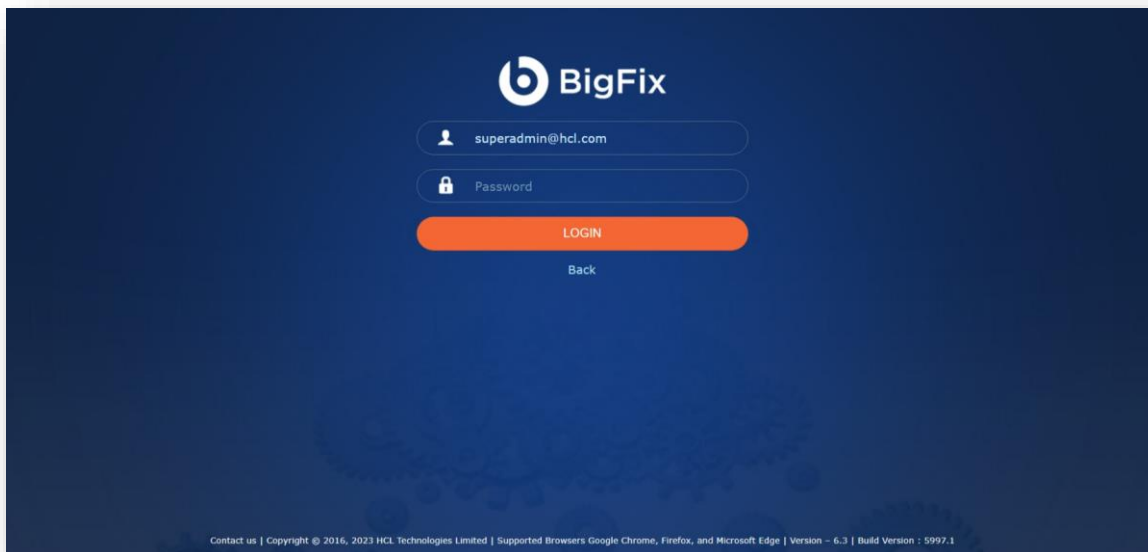 BigFix
superadmin@hcl.com
Password
LOGIN
Back
Contact us | Copyright @ 2016, 2023 HCL Technologies Limited | Supported Browsers Google Chrome, Firefox, and Microsoft Edge | Version – 6.3 | Build Version : 5997.1